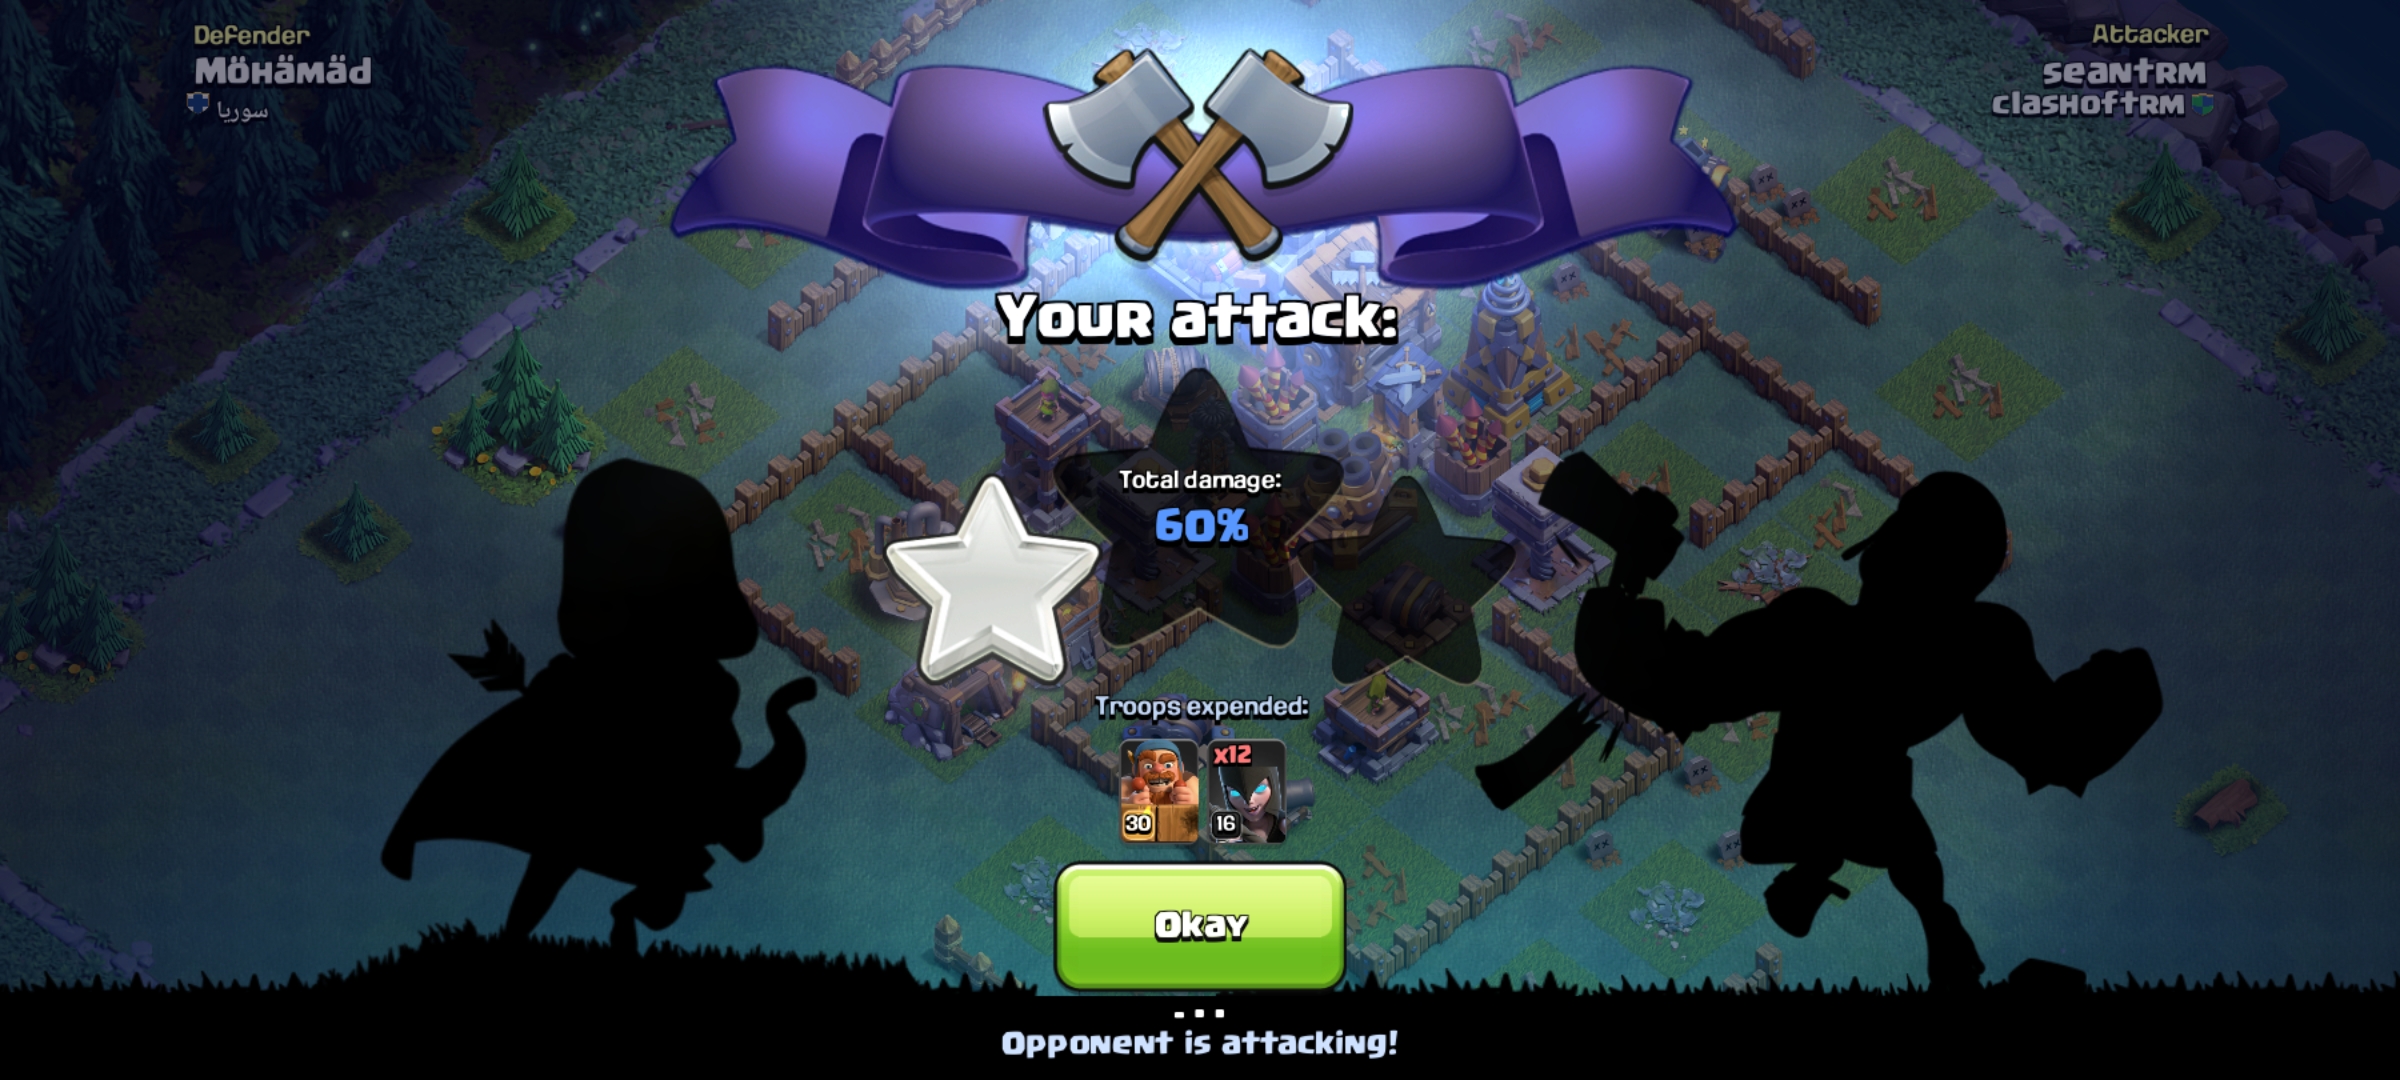 Defender
Möhämäd
سوريا
Attacker
seantRM
clashoftRM
Your attack:
Total damage:
60%
Troops expended:
30
x12
16
Okay
...
Opponent is attacking!